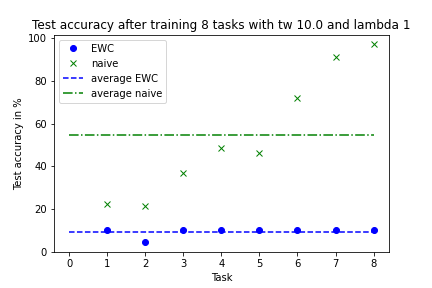 Test accuracy after training 8 tasks with tw 10.0 and lambda 1
100
80
60
40
20
0
Test accuracy in %
EWC
naive
average EWC
average naive
0 1 2 3 4 5 6 7 8
Task